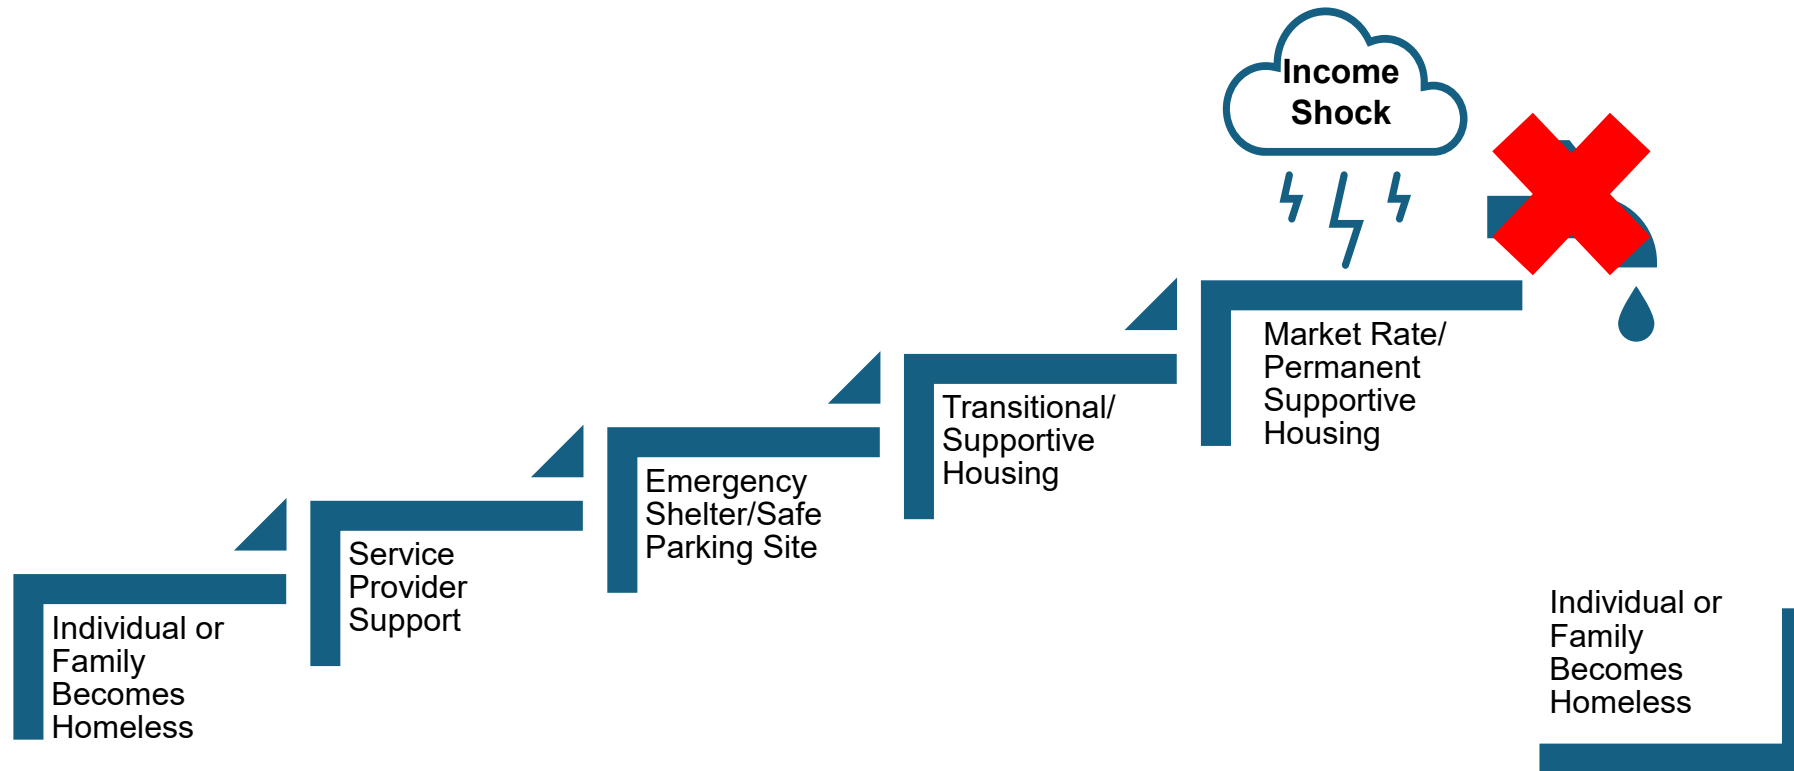 Income
Shock
Market Rate/
Permanent
Supportive
Housing
Transitional/
Supportive
Housing
Emergency
Shelter/Safe
Parking Site
Service
Provider
Support
Individual or
Family
Becomes
Homeless
Individual or
Family
Becomes
Homeless